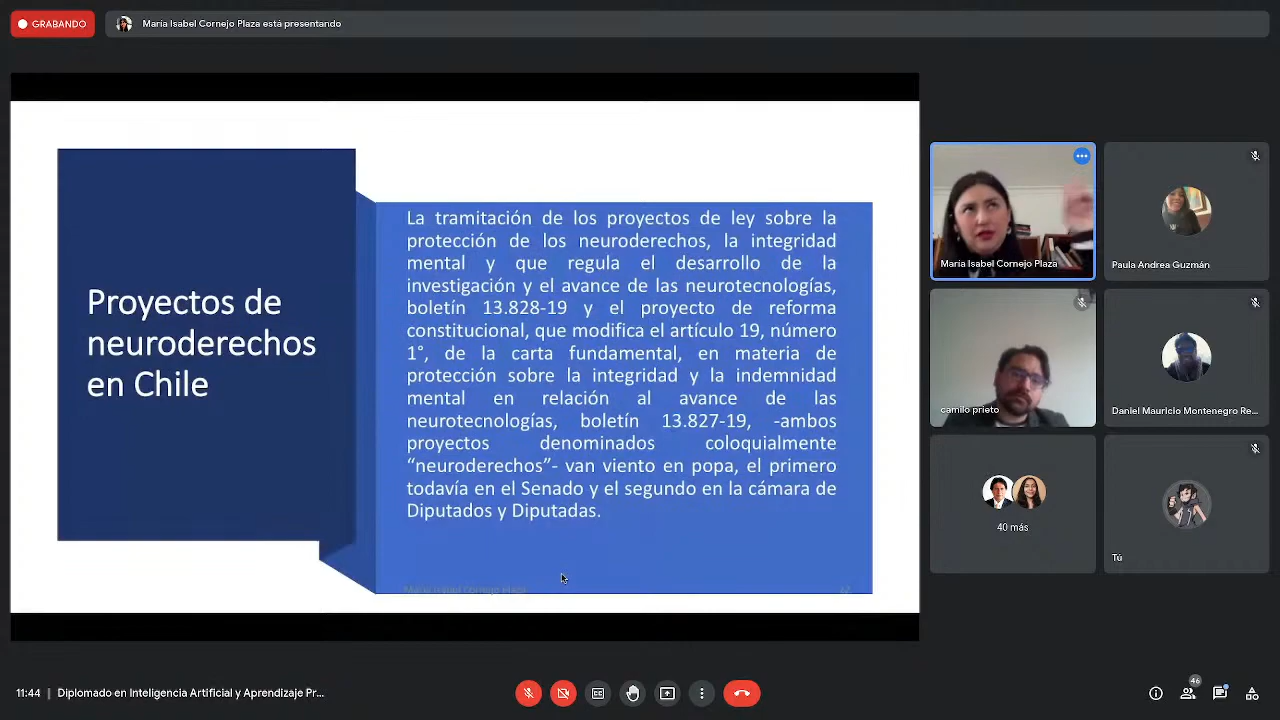 GRABANDO
María Isabel Cornejo Plaza está presentando
Proyectos de
neuroderechos
en Chile
La tramitación de los proyectos de ley sobre la
protección de los neuroderechos, la integridad
mental y que regula el desarrollo de la
investigación y el avance de las neurotecnologías,
boletín 13.828-19 y el proyecto de reforma
constitucional, que modifica el artículo 19, número
1°, de la carta fundamental, en materia de
protección sobre la integridad y la indemnidad
mental en relación al avance de las
neurotecnologías, boletín 13.827-19, -ambos
proyectos denominados coloquialmente
“neuroderechos”- van viento en popa, el primero
todavía en el Senado y el segundo en la cámara de
Diputados y Diputadas.
María Isabel Cornejo Plaza
María Isabel Cornejo Plaza
Paula Andrea Guzmán
camilo prieto
Daniel Mauricio Montenegro Re...
40 más
Tú
11:44 | Diplomado en Inteligencia Artificial y Aprendizaje Pr...
46